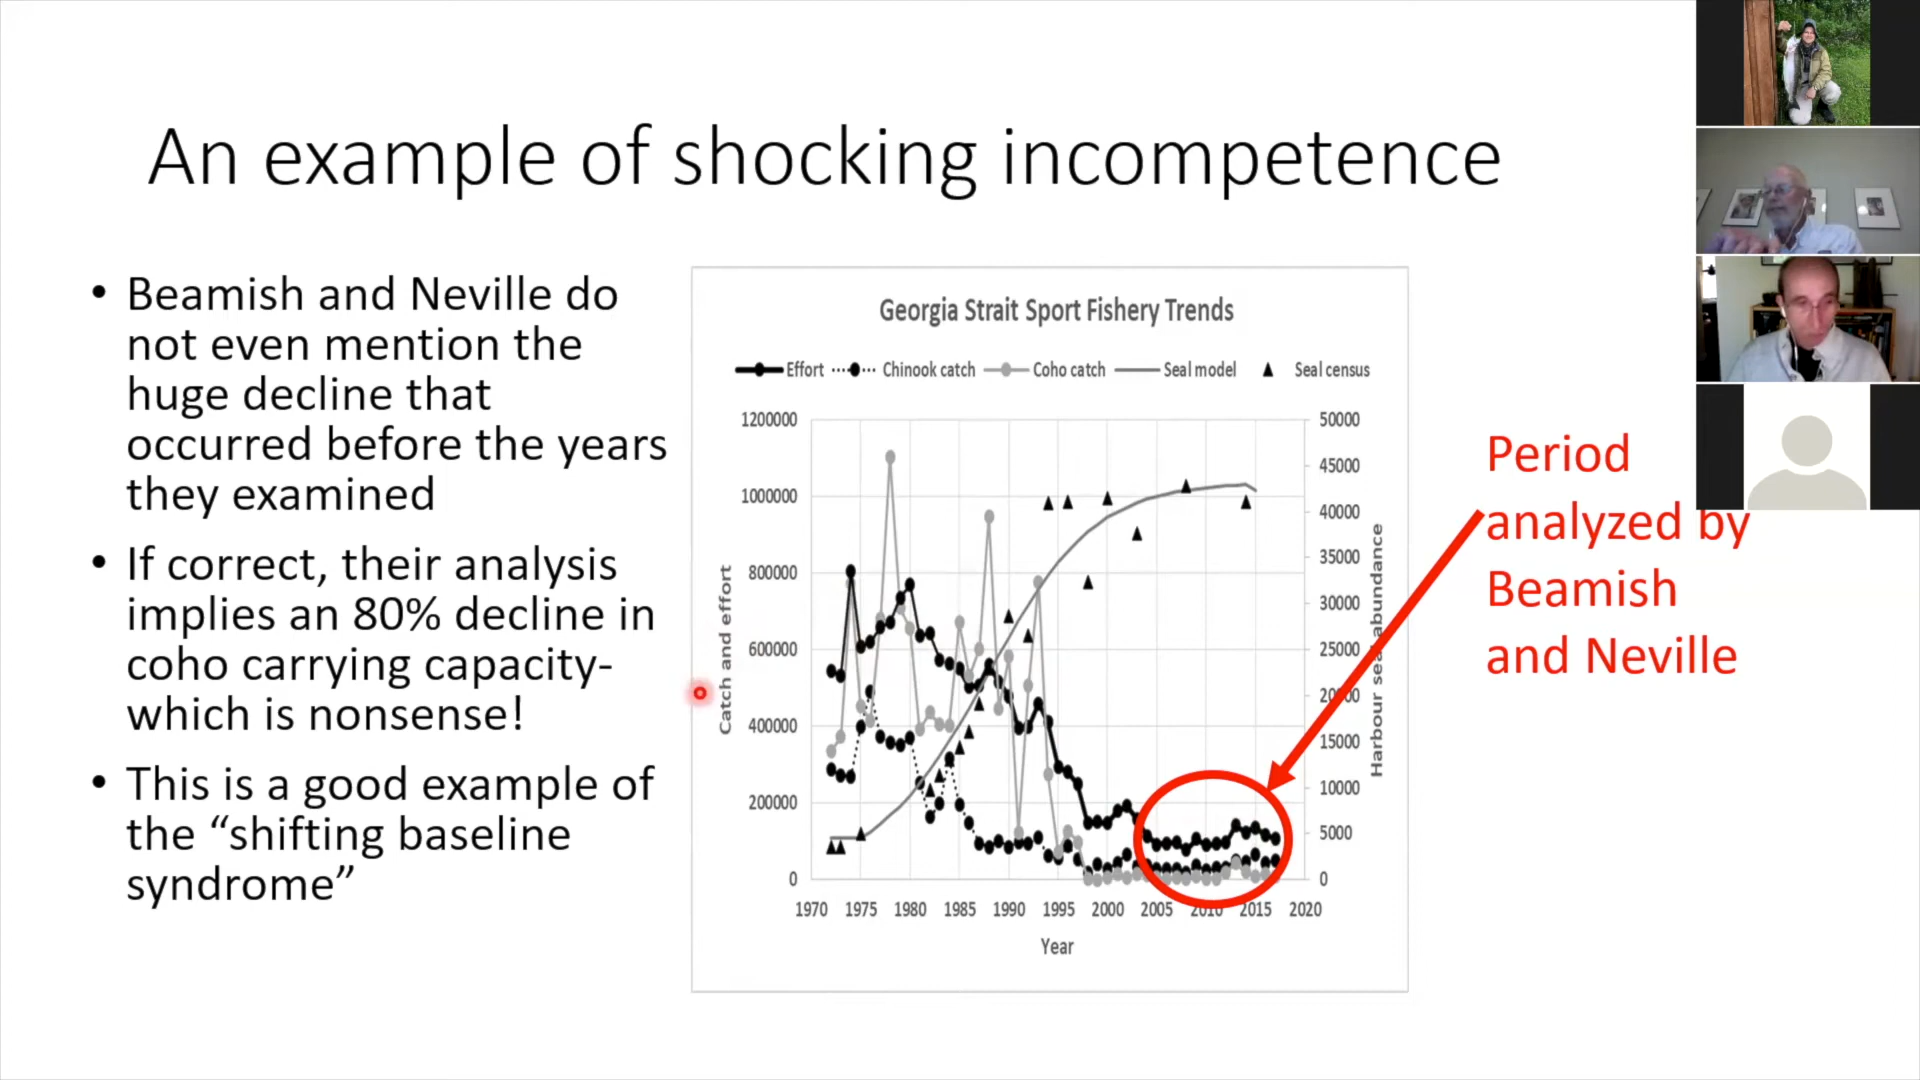 An example of shocking incompetence
• Beamish and Neville do
not even mention the
huge decline that
occurred before the years
they examined
• If correct, their analysis
implies an 80% decline in
coho carrying capacity-
which is nonsense!
• This is a good example of
the “shifting baseline
syndrome”
Georgia Strait Sport Fishery Trends
Effort Chinook catch Coho catch Seal model Seal census
1200000
1000000
800000
600000
400000
200000
0
Catch and effort
50000
45000
40000
35000
30000
25000
20000
15000
10000
5000
0
Harbour seal abundance
1970 1975 1980 1985 1990 1995 2000 2005 2010 2015 2020
Year
Period
analyzed by
Beamish
and Neville